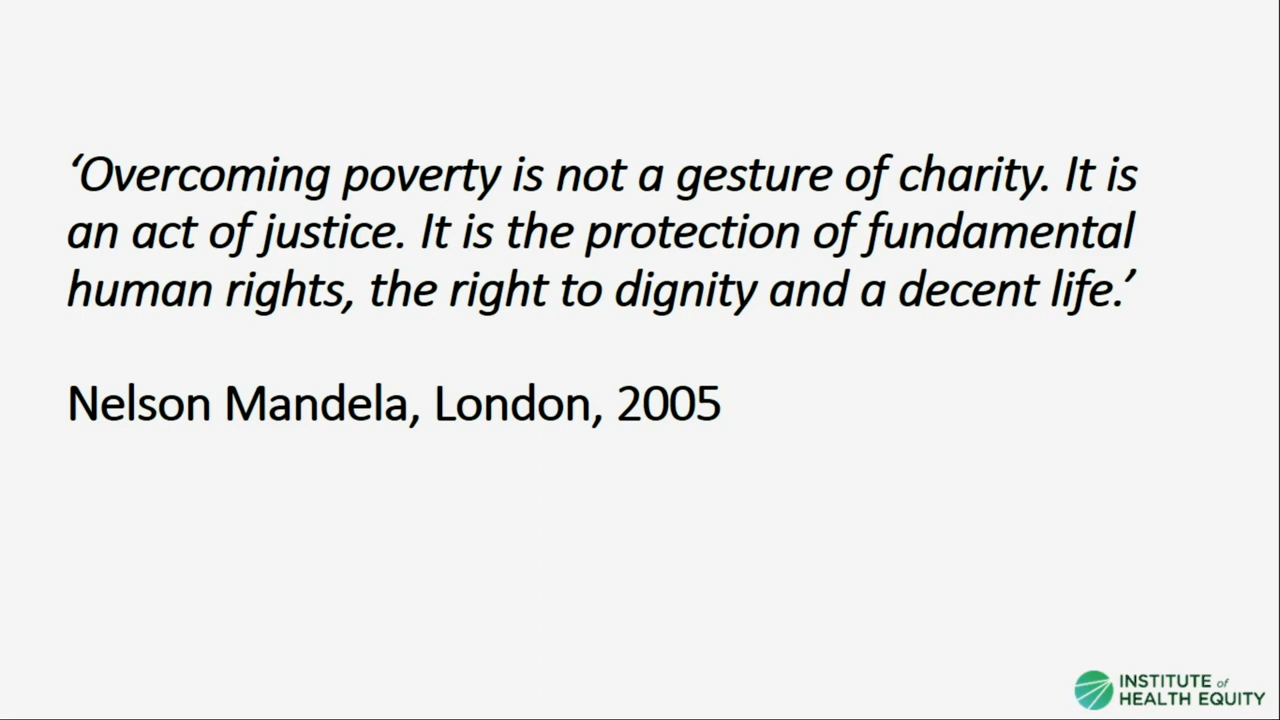 ‘Overcoming poverty is not a gesture of charity. It is
an act of justice. It is the protection of fundamental
human rights, the right to dignity and a decent life.’
Nelson Mandela, London, 2005
INSTITUTE of
HEALTH EQUITY